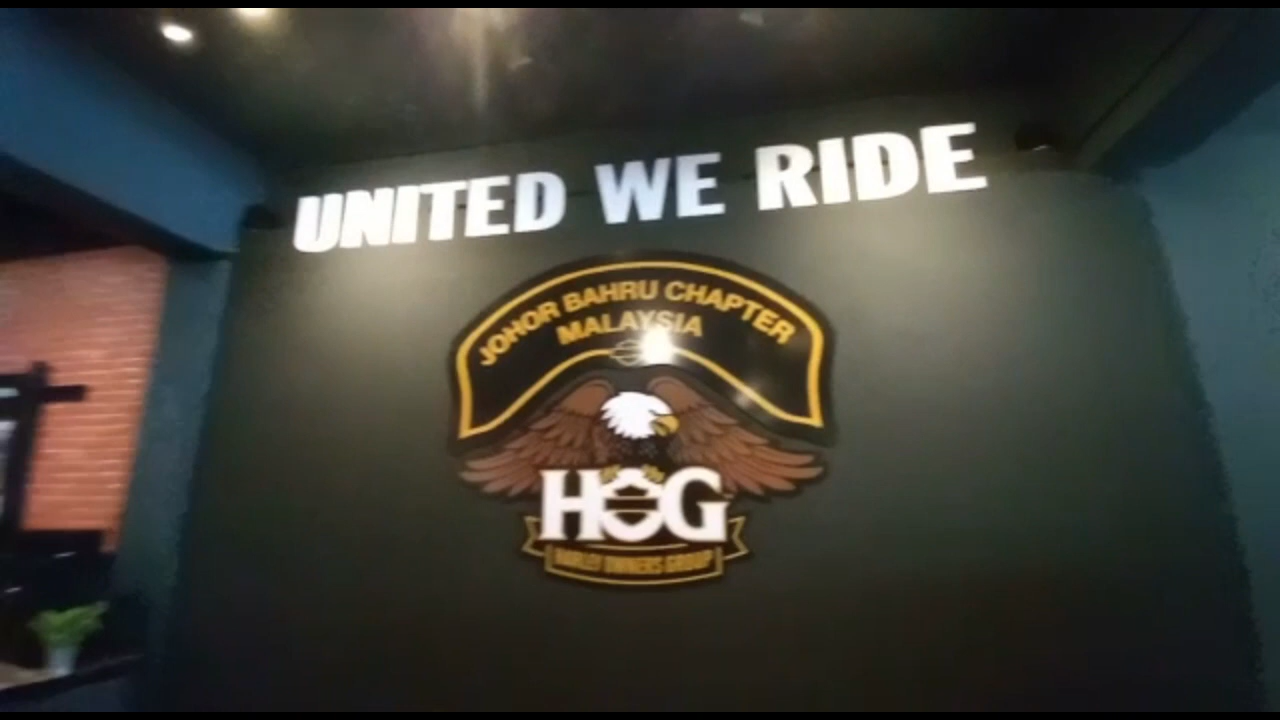 UNITED WE RIDE
JOHOR BAHRU CHAPTER
MALAYSIA
HOG
HARLEY OWNERS GROUP